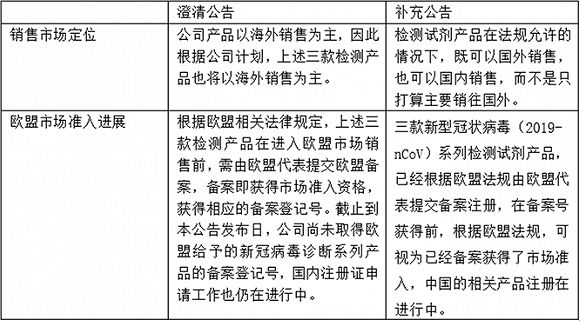 澄清公告
补充公告
销售市场定位
公司产品以海外销售为主，因此
根据公司计划，上述三款检测产
品也将以海外销售为主。
检测试剂产品在法规允许的
情况下，既可以国外销售，
也可以国内销售，而不是只
打算主要销往国外。
欧盟市场准入进展
根据欧盟相关法律规定，上述三
款检测产品在进入欧盟市场销
售前，需由欧盟代表提交欧盟备
案，备案即获得市场准入资格，
获得相应的备案登记号。截止到
本公告发布日，公司尚未取得欧
盟给予的新冠病毒诊断系列产
品的备案登记号，国内注册证申
请工作也仍在进行中。
三款新型冠状病毒（2019-
nCoV）系列检测试剂产品，
已经根据欧盟法规由欧盟代
表提交备案注册，在备案号
获得前，根据欧盟法规，可
视为已经备案获得了市场准
入，中国的相关产品注册在
进行中。